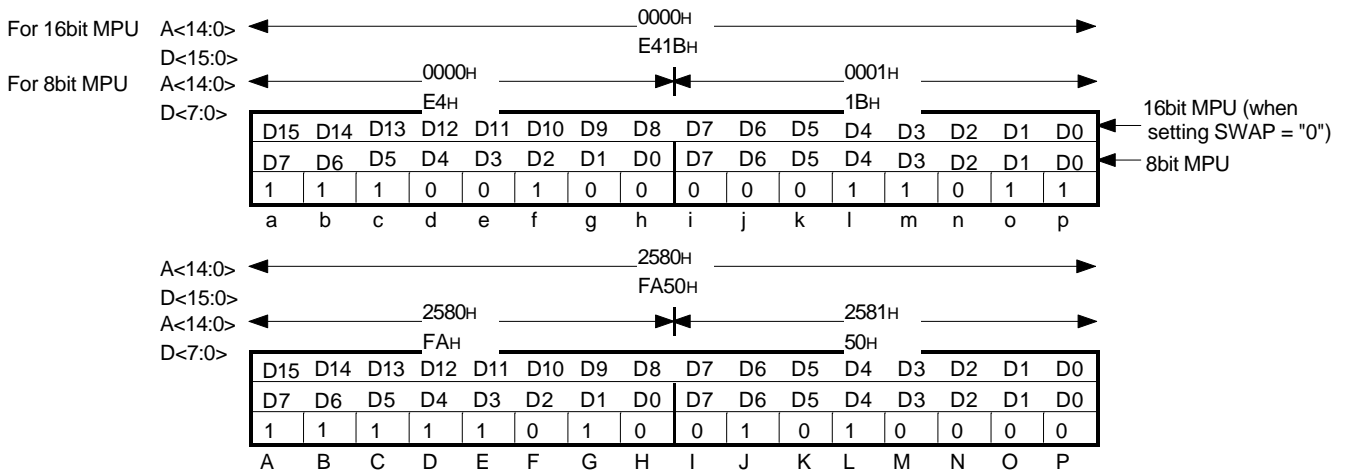 0000H
For 16bit MPU A<14:0>
E41BH
D<15:0>
0000H 0001H
For 8bit MPU A<14:0>
E4H 1BH
D<7:0>
16bit MPU (when
setting SWAP = "0")
D15 D14 D13 D12 D11 D10 D9 D8 D7 D6 D5 D4 D3 D2 D1 D0
D7 D6 D5 D4 D3 D2 D1 D0 D7 D6 D5 D4 D3 D2 D1 D0
8bit MPU
1 1 1 0 0 1 0 0 0 0 0 1 1 0 1 1
a b c d e f g h i j k l m n o p
2580H
A<14:0>
FA50H
D<15:0>
2580H 2581H
A<14:0>
FAH 50H
D<7:0>
D15 D14 D13 D12 D11 D10 D9 D8 D7 D6 D5 D4 D3 D2 D1 D0
D7 D6 D5 D4 D3 D2 D1 D0 D7 D6 D5 D4 D3 D2 D1 D0
1 1 1 1 1 0 1 0 0 1 0 1 0 0 0 0
A B C D E F G H I J K L M N O P